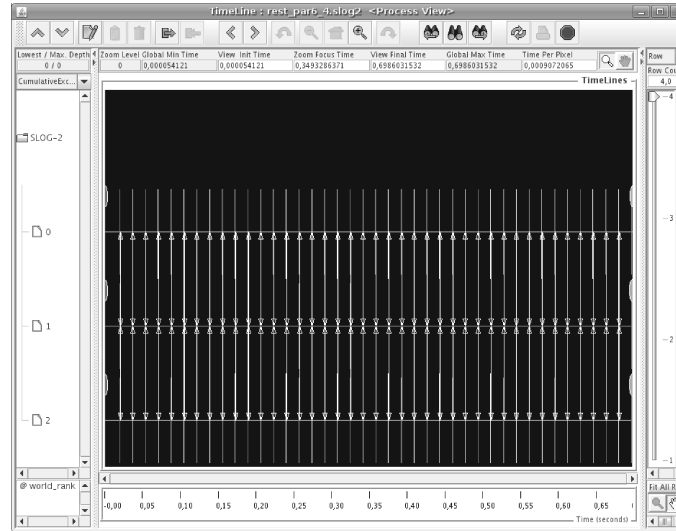 TimeLine : rest_par6_4.slog2 <Process View>
Lowest / Max. Depth
0 / 0
Zoom Level
0
Global Min Time
0,000054121
View Init Time
0,000054121
Zoom Focus Time
0,3493286371
View Final Time
0,6986031532
Global Max Time
0,6986031532
Time Per Pixel
0,0009072065
Row
Row Cou
4,0
CumulativeExc...
TimeLines
SLOG-2
0
1
2
4
3
2
1
@ world_rank
-0,00 0,05 0,10 0,15 0,20 0,25 0,30 0,35 0,40 0,45 0,50 0,55 0,60 0,65
Time (seconds)
Fit All R